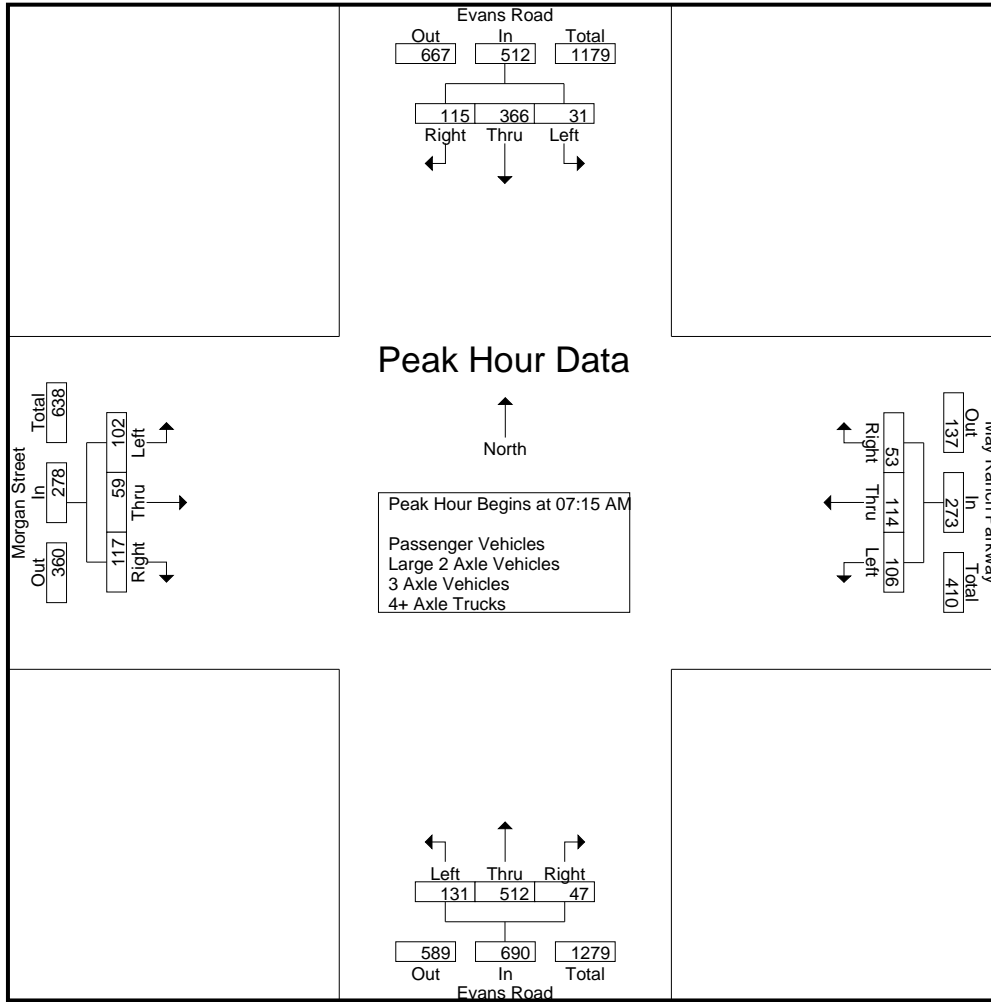 Evans Road
Out In Total
667 512 1179
115 366 31
Right Thru Left
Peak Hour Data
North
Peak Hour Begins at 07:15 AM
Passenger Vehicles
Large 2 Axle Vehicles
3 Axle Vehicles
4+ Axle Trucks
Morgan Street
Out In Total
360 278 638
117 59 102
Right Thru Left
May Ranch Parkway
Out In Total
137 273 410
53 114 106
Right Thru Left
Left Thru Right
131 512 47
589 690 1279
Out In Total
Evans Road